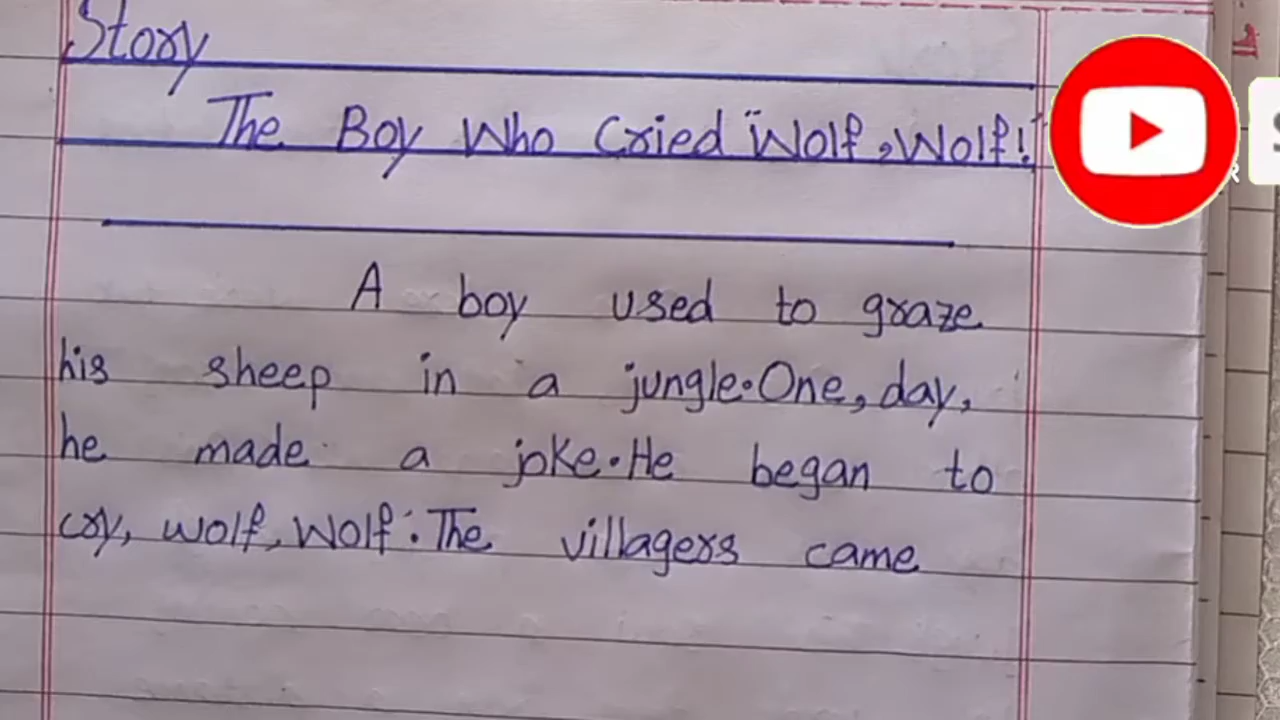 Story
The Boy Who Cried "Wolf, Wolf!"
A boy used to graze
his sheep in a jungle. One, day,
he made a joke. He began to
cry, wolf, Wolf". The villagers came
R
S